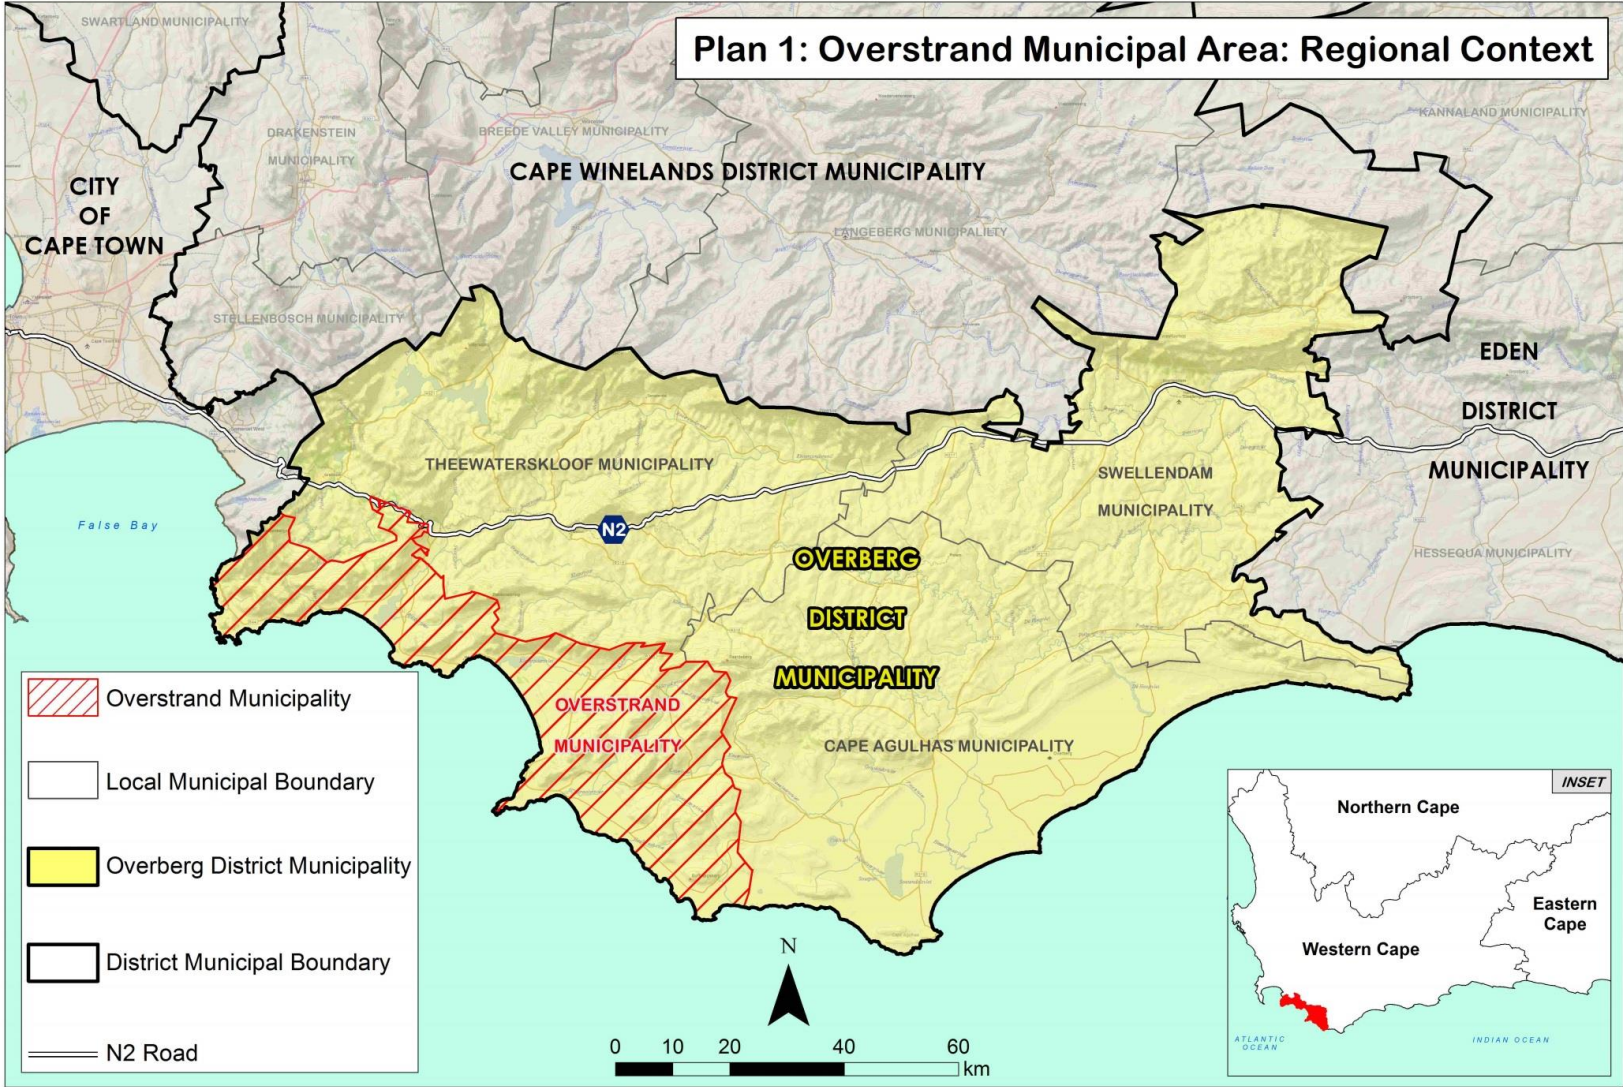 Plan 1: Overstrand Municipal Area: Regional Context
SWARTLAND MUNICIPALITY
KANNALAND MUNICIPALITY
DRAKENSTEIN
MUNICIPALITY
BREEDE VALLEY MUNICIPALITY
CAPE WINELANDS DISTRICT MUNICIPALITY
CITY
OF
CAPE TOWN
LANGEBERG MUNICIPALILTY
STELLENBOSCH MUNICIPALITY
EDEN
DISTRICT
MUNICIPALITY
THEEWATERSKLOOF MUNICIPALITY
SWELLENDAM
MUNICIPALITY
False Bay
N2
OVERBERG
DISTRICT
MUNICIPALITY
HESSEQUA MUNICIPALITY
OVERSTRAND
MUNICIPALITY
CAPE AGULHAS MUNICIPALITY
Overstrand Municipality
Local Municipal Boundary
Overberg District Municipality
District Municipal Boundary
N2 Road
N
0 10 20 40 60
km
INSET
Northern Cape
Eastern
Cape
Western Cape
ATLANTIC
OCEAN
INDIAN OCEAN